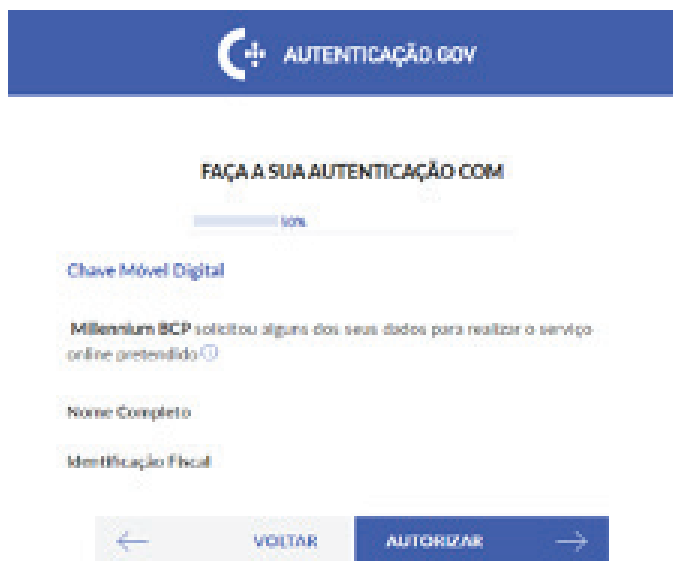 AUTENTICAÇÃO.GOV
FAÇA A SUA AUTENTICAÇÃO COM
50%
Chave Móvel Digital
Millennium BCP solicitou alguns dos seus dados para realizar o serviço
online pretendido
Nome Completo
Identificação Fiscal
VOLTAR AUTORIZAR